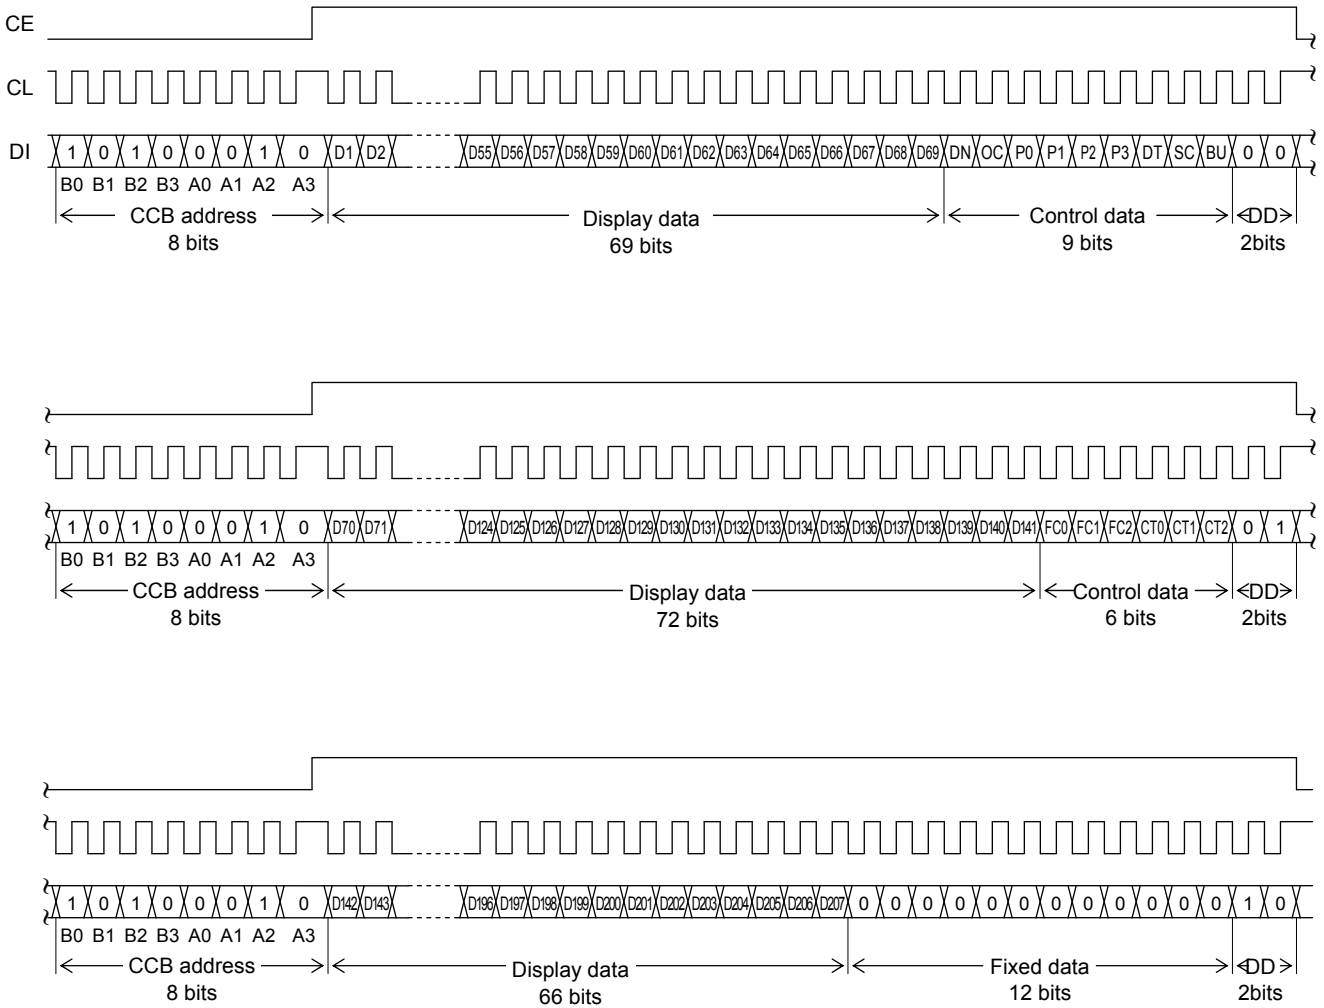 CE
CL
DI 1 0 1 0 0 0 1 0 D1 D2 D55 D56 D57 D58 D59 D60 D61 D62 D63 D64 D65 D66 D67 D68 D69 DN OC P0 P1 P2 P3 DT SC BU 0 0
B0 B1 B2 B3 A0 A1 A2 A3
CCB address Display data Control data DD
8 bits 69 bits 9 bits 2bits
1 0 1 0 0 0 1 0 D70 D71 D124 D125 D126 D127 D128 D129 D130 D131 D132 D133 D134 D135 D136 D137 D138 D139 D140 D141 FC0 FC1 FC2 CT0 CT1 CT2 0 1
B0 B1 B2 B3 A0 A1 A2 A3
CCB address Display data Control data DD
8 bits 72 bits 6 bits 2bits
1 0 1 0 0 0 1 0 D142 D143 D196 D197 D198 D199 D200 D201 D202 D203 D204 D205 D206 D207 0 0 0 0 0 0 0 0 0 0 0 0 1 0
B0 B1 B2 B3 A0 A1 A2 A3
CCB address Display data Fixed data DD
8 bits 66 bits 12 bits 2bits